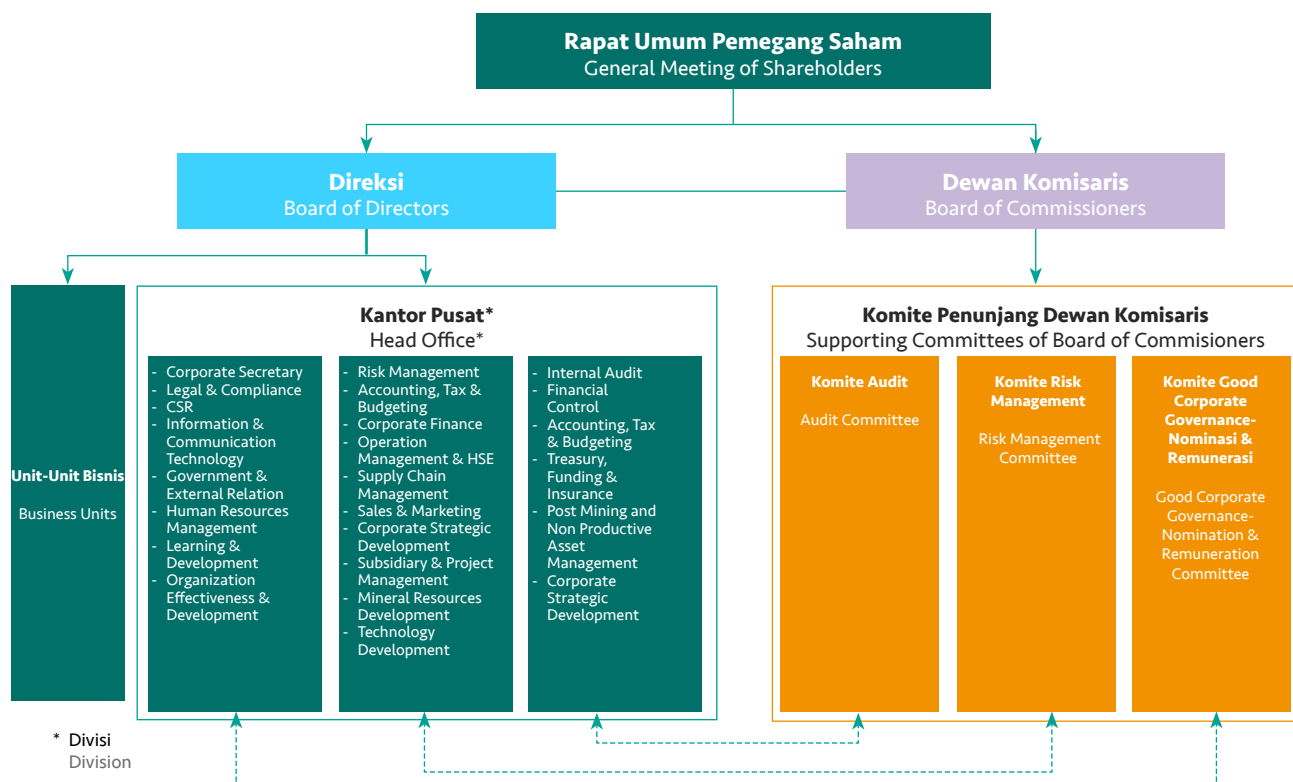 Rapat Umum Pemegang Saham
General Meeting of Shareholders
Direksi
Board of Directors
Dewan Komisaris
Board of Commissioners
Unit-Unit Bisnis
Business Units
Kantor Pusat*
Head Office*
- Corporate Secretary
- Legal & Compliance
- CSR
- Information &
Communication
Technology
- Government &
External Relation
- Human Resources
Management
- Learning &
Development
- Organization
Effectiveness &
Development
- Risk Management
- Accounting, Tax &
Budgeting
- Corporate Finance
- Operation
Management & HSE
- Supply Chain
Management
- Sales & Marketing
- Corporate Strategic
Development
- Subsidiary & Project
Management
- Mineral Resources
Development
- Technology
Development
- Internal Audit
- Financial
Control
- Accounting, Tax
& Budgeting
- Treasury,
Funding &
Insurance
- Post Mining and
Non Productive
Asset
Management
- Corporate
Strategic
Development
Komite Penunjang Dewan Komisaris
Supporting Committees of Board of Commisioners
Komite Audit
Audit Committee
Komite Risk
Management
Risk Management
Committee
Komite Good
Corporate
Governance-
Nominasi &
Remunerasi
Good Corporate
Governance-
Nomination &
Remuneration
Committee
* Divisi
Division